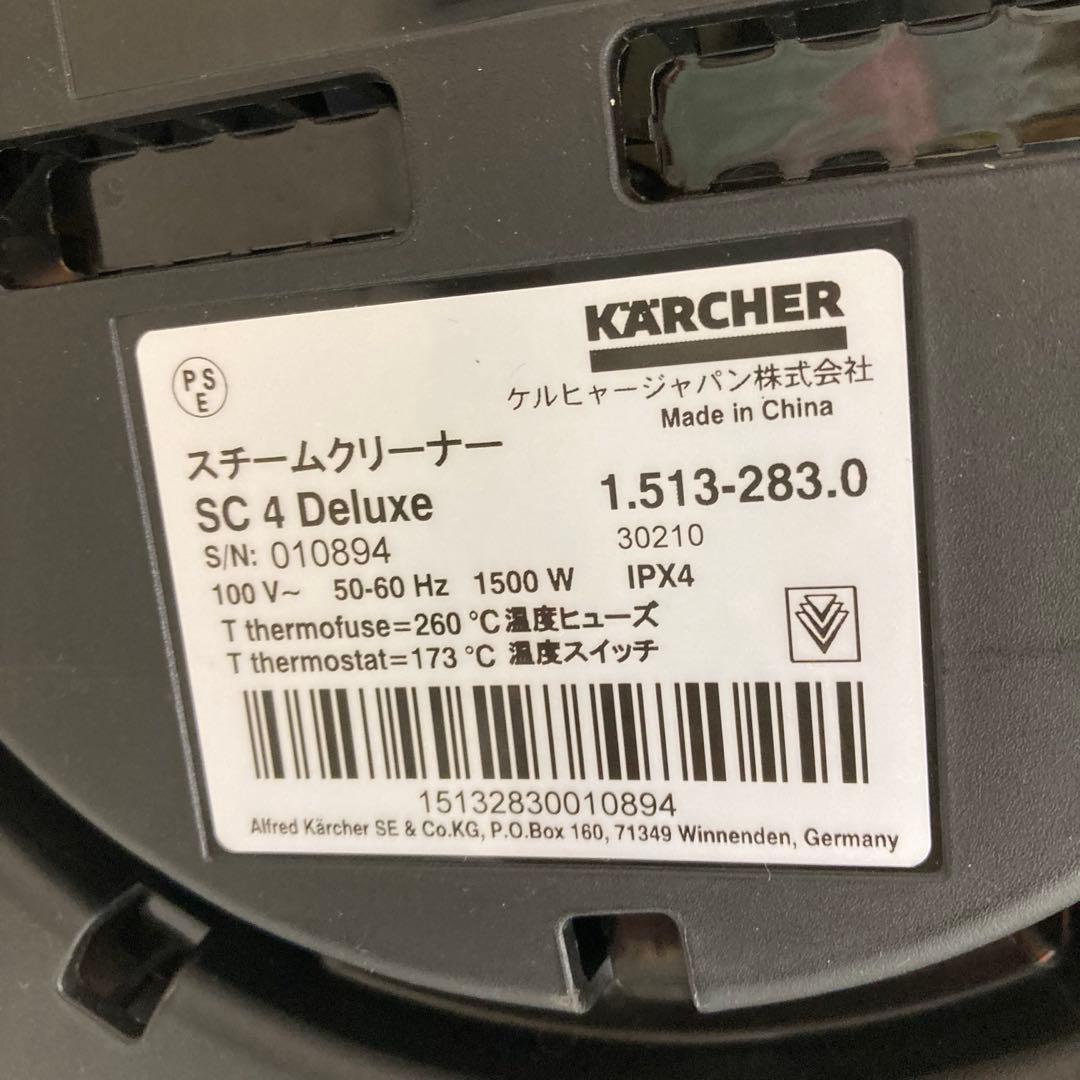 KÄRCHER
PSE
ケルヒャージャパン株式会社
Made in China
スチームクリーナー
SC 4 Deluxe 1.513-283.0
S/N: 010894 30210
100 V~ 50-60 Hz 1500 W IPX4
T thermofuse=260 °C 温度ヒューズ
T thermostat=173 °C 温度スイッチ
15132830010894
Alfred Kärcher SE & Co.KG, P.O.Box 160, 71349 Winnenden, Germany